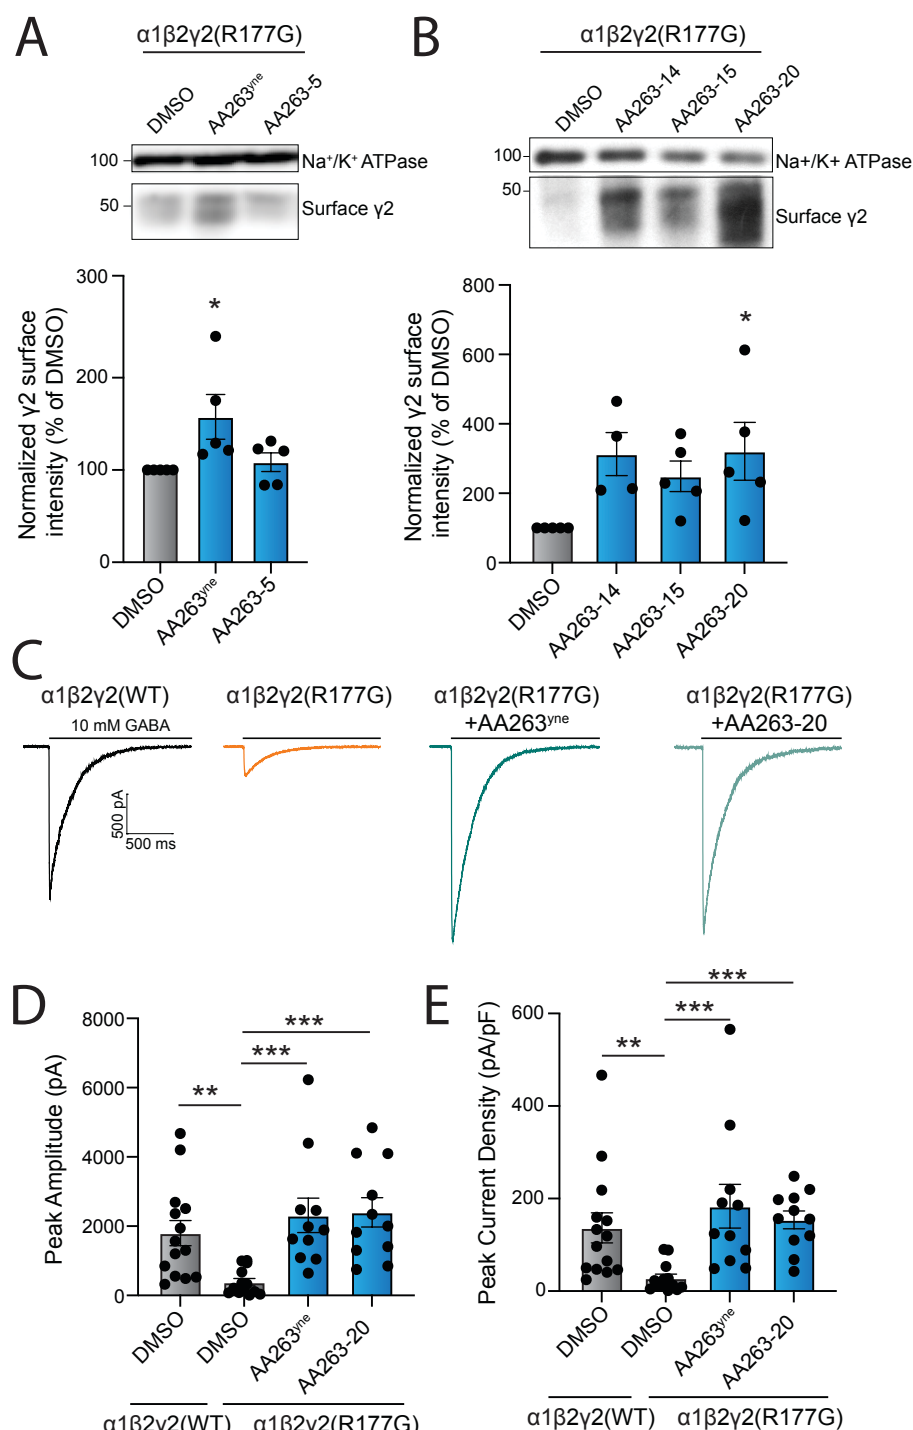 A
α1β2γ2(R177G)
DMSO
AA263yne
AA263-5
100
Na+/K+ ATPase
50
Surface γ2
300
200
100
0
Normalized γ2 surface
intensity (% of DMSO)
*
DMSO
AA263yne
AA263-5
B
α1β2γ2(R177G)
DMSO
AA263-14
AA263-15
AA263-20
100
Na+/K+ ATPase
50
Surface γ2
800
600
400
200
0
Normalized γ2 surface
intensity (% of DMSO)
*
DMSO
AA263-14
AA263-15
AA263-20
C
α1β2γ2(WT)
10 mM GABA
500 pA
500 ms
α1β2γ2(R177G)
α1β2γ2(R177G)
+AA263yne
α1β2γ2(R177G)
+AA263-20
D
8000
6000
4000
2000
0
Peak Amplitude (pA)
**
***
***
DMSO
DMSO
AA263yne
AA263-20
α1β2γ2(WT)
α1β2γ2(R177G)
E
600
400
200
0
Peak Current Density (pA/pF)
**
***
***
DMSO
DMSO
AA263yne
AA263-20
α1β2γ2(WT)
α1β2γ2(R177G)